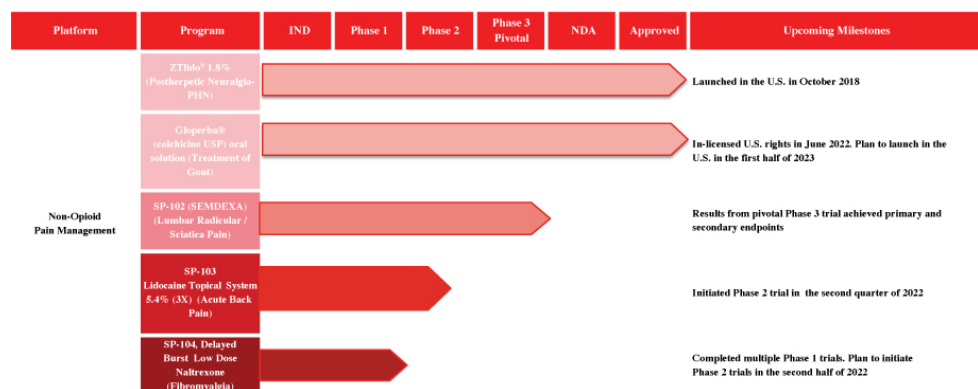 Platform
Program
IND
Phase 1
Phase 2
Phase 3
Pivotal
NDA
Approved
Upcoming Milestones
Non-Opioid
Pain Management
ZTlido® 1.8%
(Postherpetic Neuralgia-
PHN)
Launched in the U.S. in October 2018
Gloperba®
(colchicine USP) oral
solution (Treatment of
Gout)
In-licensed U.S. rights in June 2022. Plan to launch in the
U.S. in the first half of 2023
SP-102 (SEMDEXA)
(Lumbar Radicular /
Sciatica Pain)
Results from pivotal Phase 3 trial achieved primary and
secondary endpoints
SP-103
Lidocaine Topical System
5.4% (3X) (Acute Back
Pain)
Initiated Phase 2 trial in the second quarter of 2022
SP-104, Delayed
Burst Low Dose
Naltrexone
(Fibromyalgia)
Completed multiple Phase 1 trials. Plan to initiate
Phase 2 trials in the second half of 2022